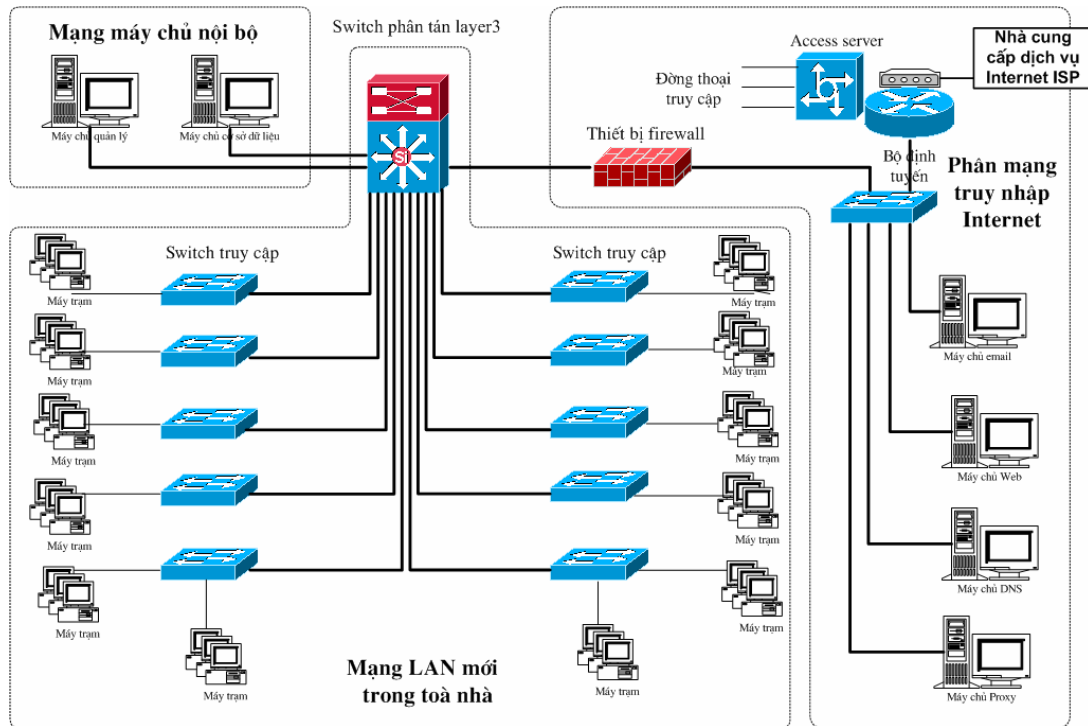 Mạng máy chủ nội bộ
Máy chủ quản lý
Máy chủ cơ sở dữ liệu
Switch phân tán layer3
Access server
Nhà cung
cấp dịch vụ
Internet ISP
Đờng thoại
truy cập
Thiết bị firewall
Bộ định
tuyến
Phân mạng
truy nhập
Internet
Switch truy cập
Switch truy cập
Máy trạm
Máy trạm
Máy trạm
Máy trạm
Máy trạm
Máy trạm
Máy trạm
Máy trạm
Máy trạm
Máy trạm
Máy trạm
Máy trạm
Máy chủ email
Máy chủ Web
Máy chủ DNS
Máy chủ Proxy
Mạng LAN mới
trong toà nhà
Si